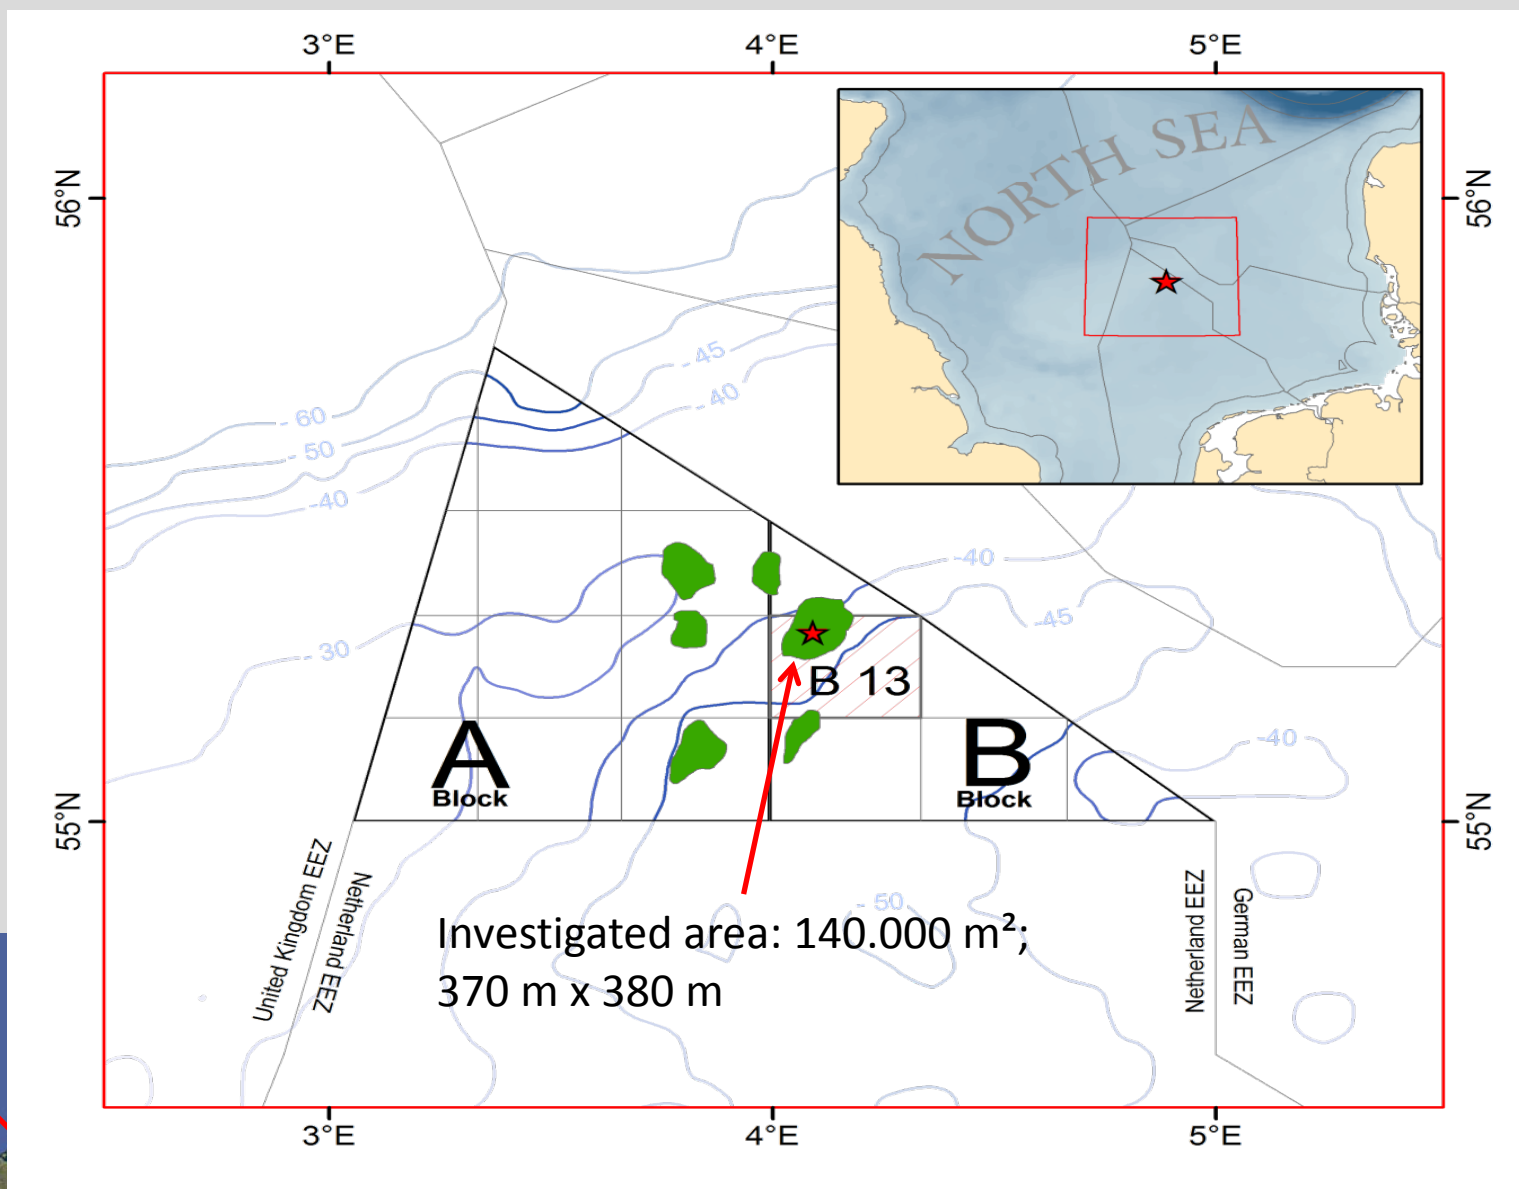 3°E 4°E 5°E
56°N
56°N
NORTH SEA
- 45
- 40
- 60
- 50
-40
-40
-45
- 30
B 13
A
Block
B
Block
-40
55°N
55°N
United Kingdom EEZ
Netherland EEZ
Netherland EEZ
German EEZ
- 50
Investigated area: 140.000 m²;
370 m x 380 m
3°E 4°E 5°E